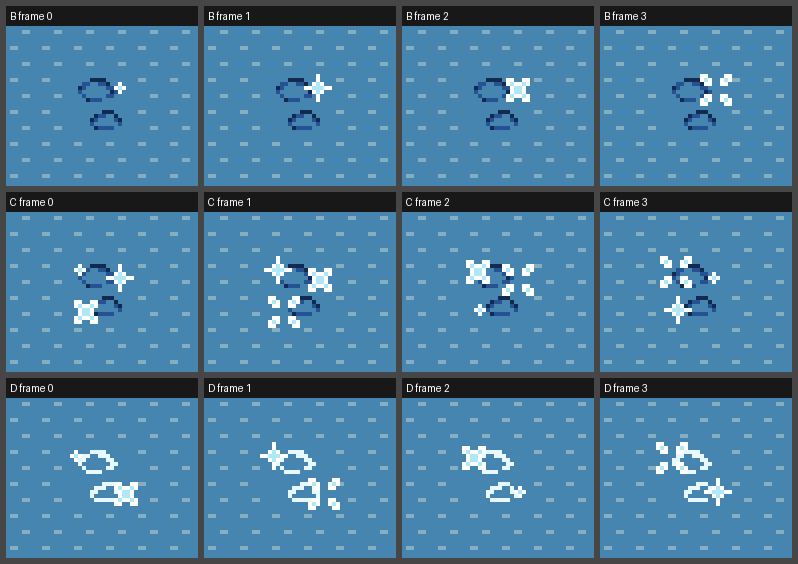 B frame 0
B frame 1
B frame 2
B frame 3
C frame 0
C frame 1
C frame 2
C frame 3
D frame 0
D frame 1
D frame 2
D frame 3